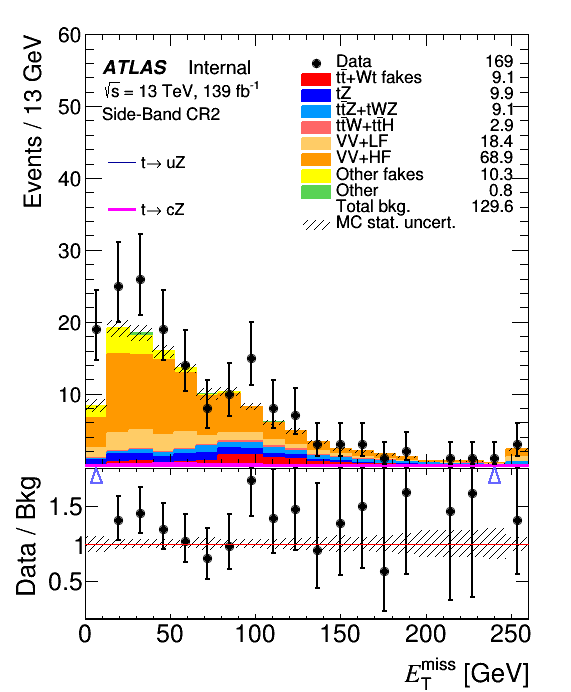 Events / 13 GeV
60
50
40
30
20
10
ATLAS Internal
√s = 13 TeV, 139 fb⁻¹
Side-Band CR2
t→ uZ
t→ cZ
Data 169
tt̄+Wt fakes 9.1
tZ 9.9
tt̄Z+tWZ 9.1
tt̄W+tt̄H 2.9
VV+LF 18.4
VV+HF 68.9
Other fakes 10.3
Other 0.8
Total bkg. 129.6
MC stat. uncert.
Data / Bkg
1.5
1
0.5
0 50 100 150 200 250
E_T^miss [GeV]